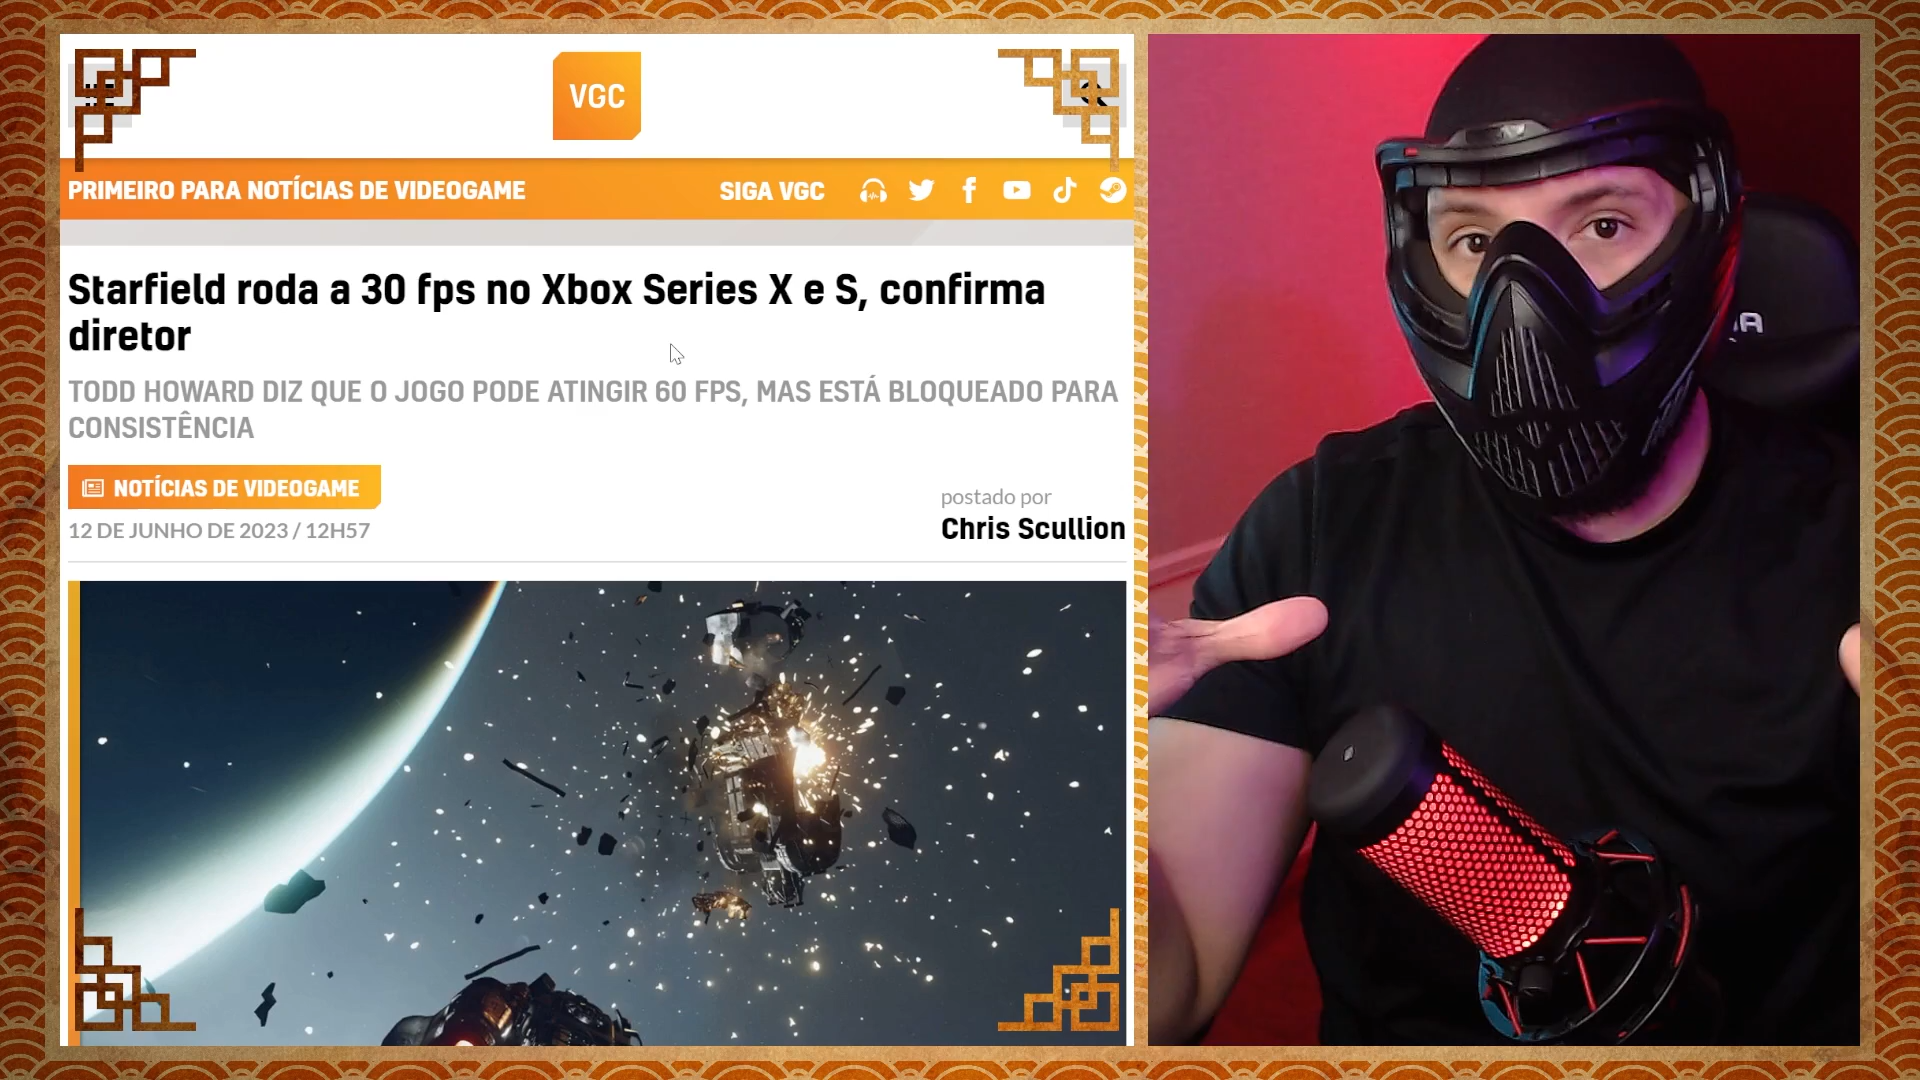 VGC
PRIMEIRO PARA NOTÍCIAS DE VIDEOGAME
SIGA VGC
Starfield roda a 30 fps no Xbox Series X e S, confirma
diretor
TODD HOWARD DIZ QUE O JOGO PODE ATINGIR 60 FPS, MAS ESTÁ BLOQUEADO PARA
CONSISTÊNCIA
NOTÍCIAS DE VIDEOGAME
12 DE JUNHO DE 2023 / 12H57
postado por
Chris Scullion